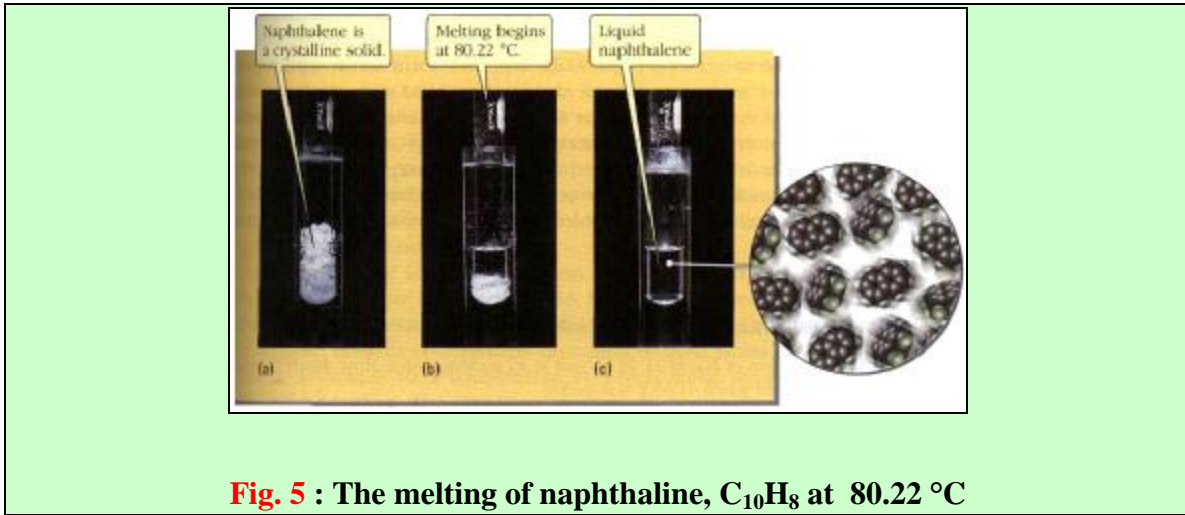 Naphthalene is
a crystalline solid.
Melting begins
at 80.22 °C.
Liquid
naphthalene
(a)
(b)
(c)
Fig. 5 : The melting of naphthaline, C₁₀H₈ at 80.22 °C